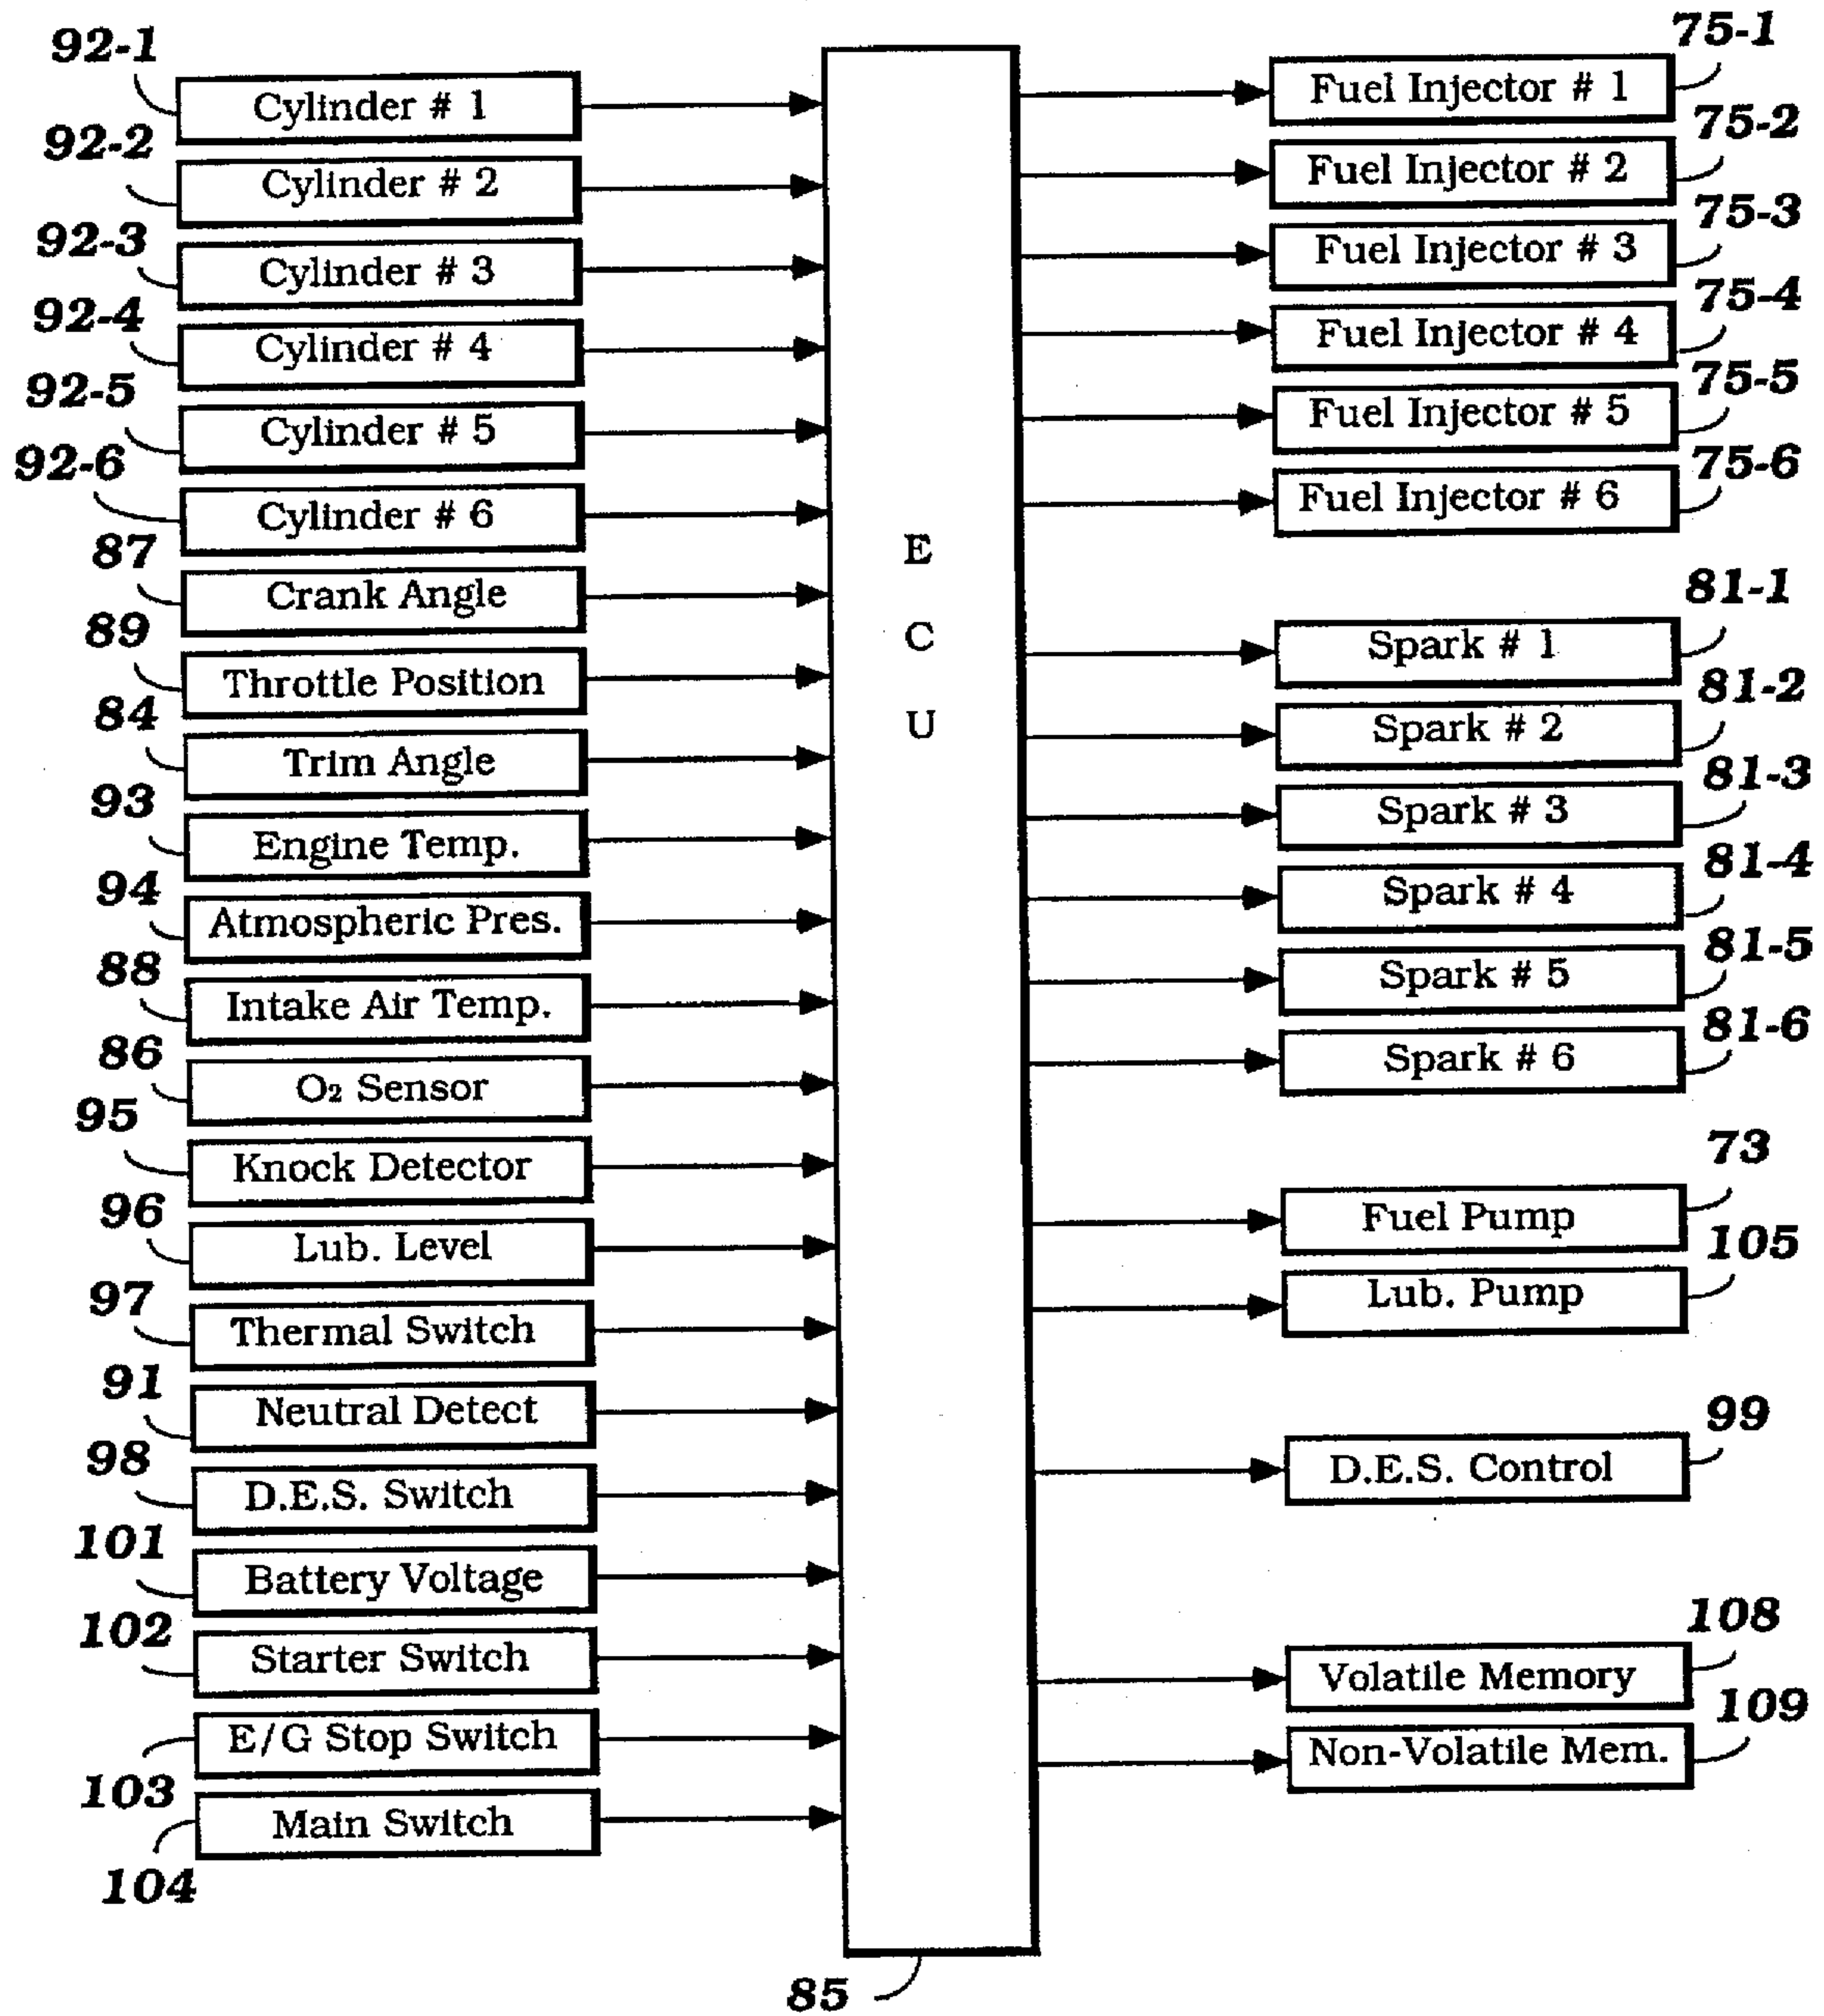 92-1
Cylinder # 1
92-2
Cylinder # 2
92-3
Cylinder # 3
92-4
Cylinder # 4
92-5
Cylinder # 5
92-6
Cylinder # 6
87
Crank Angle
89
Throttle Position
84
Trim Angle
93
Engine Temp.
94
Atmospheric Pres.
88
Intake Air Temp.
86
O₂ Sensor
95
Knock Detector
96
Lub. Level
97
Thermal Switch
91
Neutral Detect
98
D.E.S. Switch
101
Battery Voltage
102
Starter Switch
E/G Stop Switch
103
Main Switch
104
E
C
U
85
75-1
Fuel Injector # 1
75-2
Fuel Injector # 2
75-3
Fuel Injector # 3
75-4
Fuel Injector # 4
75-5
Fuel Injector # 5
75-6
Fuel Injector # 6
81-1
Spark # 1
81-2
Spark # 2
81-3
Spark # 3
81-4
Spark # 4
81-5
Spark # 5
81-6
Spark # 6
73
Fuel Pump
105
Lub. Pump
99
D.E.S. Control
108
Volatile Memory
109
Non-Volatile Mem.